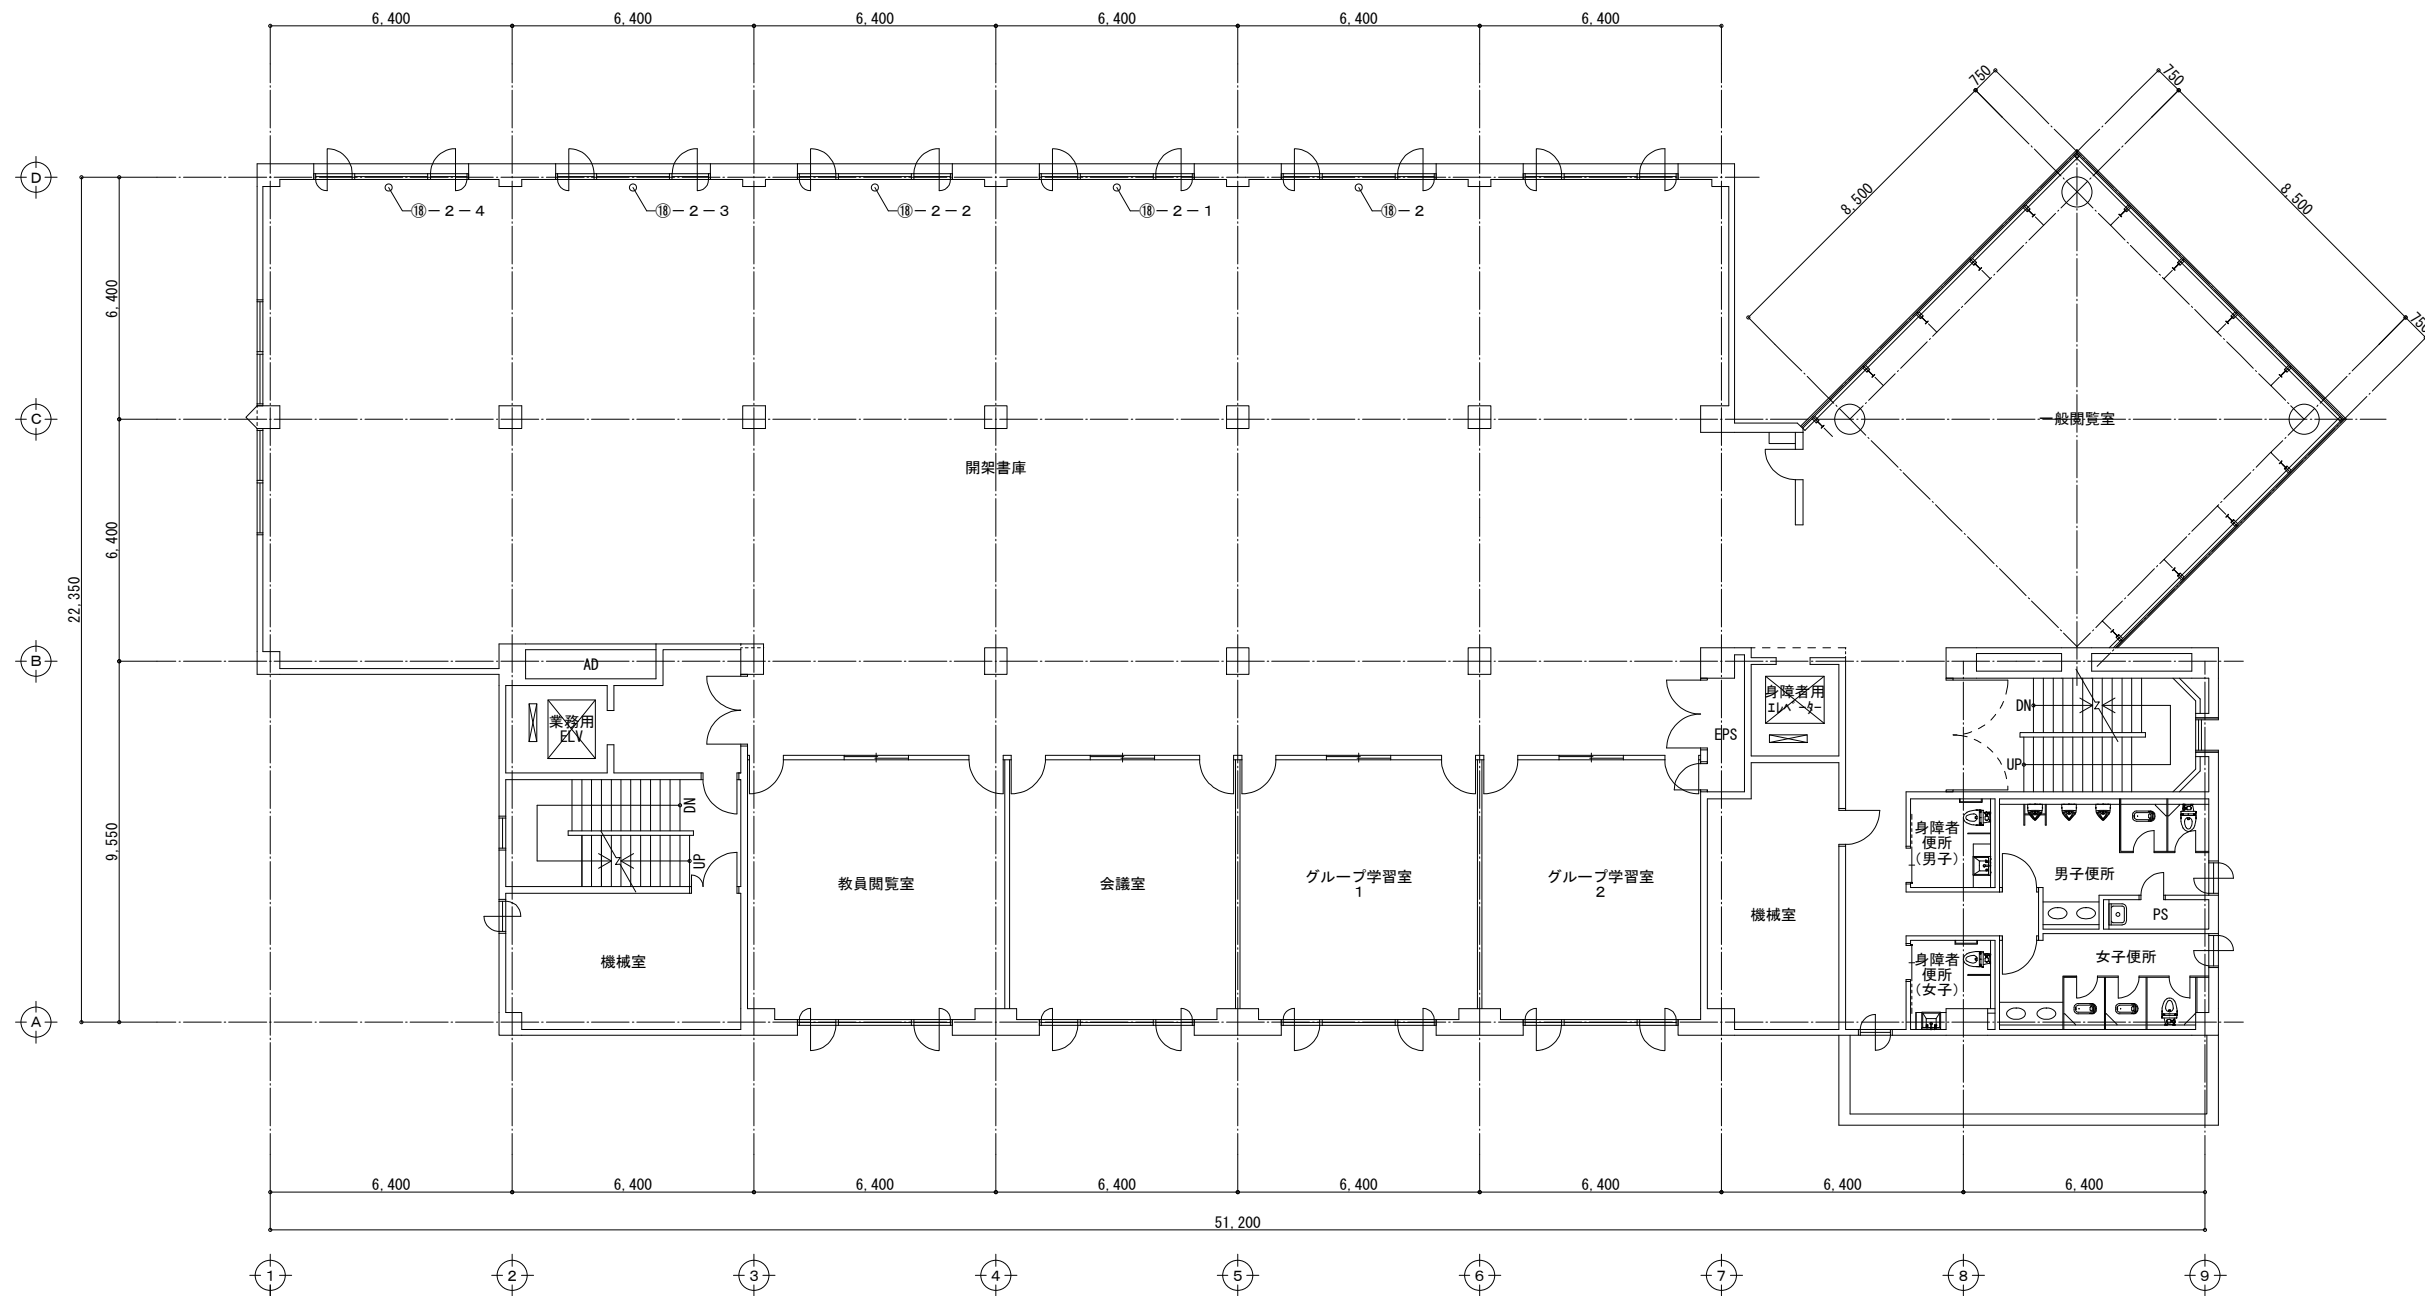 6,400 6,400 6,400 6,400 6,400 6,400
750 750
8,500 8,500
750
D
⑱－2－4 ⑱－2－3 ⑱－2－2 ⑱－2－1 ⑱－2
6,400
C
一般閲覧室
開架書庫
6,400
22,350
B
AD
業務用
ELV
身障者用
ｴﾚﾍﾞｰﾀｰ
EPS
DN
UP
DN
UP
9,550
身障者
便所
(男子)
男子便所
教員閲覧室
会議室
グループ学習室
1
グループ学習室
2
機械室
PS
機械室
身障者
便所
(女子)
女子便所
A
6,400 6,400 6,400 6,400 6,400 6,400 6,400 6,400
51,200
1 2 3 4 5 6 7 8 9